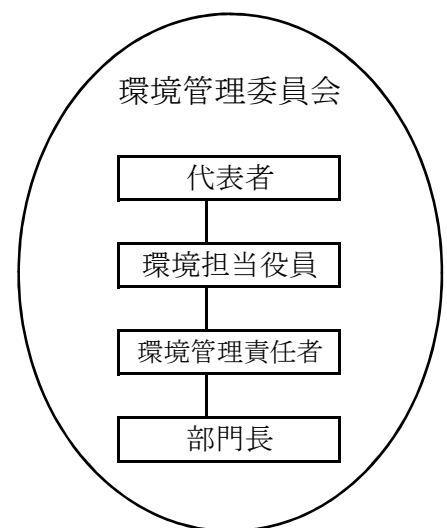 環境管理委員会
代表者
環境担当役員
環境管理責任者
部門長